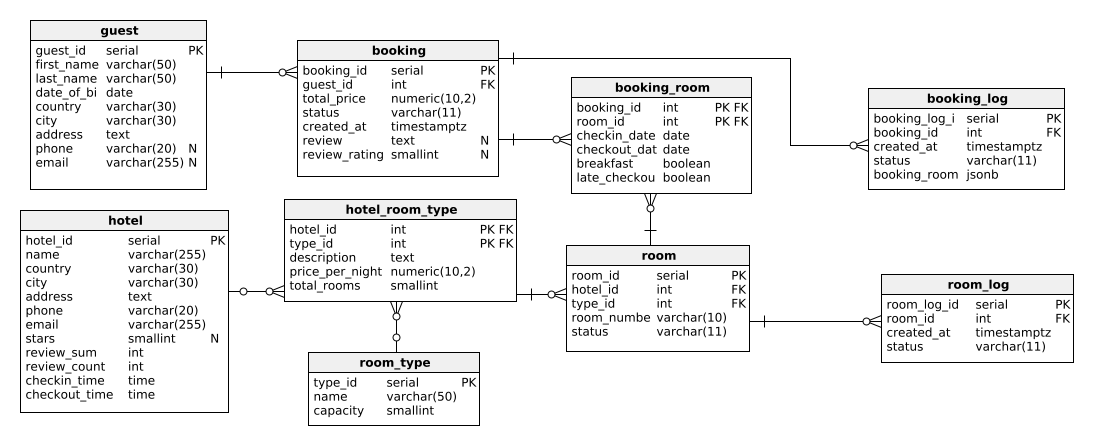 guest
guest_id serial PK
first_name varchar(50)
last_name varchar(50)
date_of_bi date
country varchar(30)
city varchar(30)
address text
phone varchar(20) N
email varchar(255) N
booking
booking_id serial PK
guest_id int FK
total_price numeric(10,2)
status varchar(11)
created_at timestamptz
review text N
review_rating smallint N
booking_room
booking_id int PK FK
room_id int PK FK
checkin_date date
checkout_dat date
breakfast boolean
late_checkou boolean
booking_log
booking_log_i serial PK
booking_id int FK
created_at timestamptz
status varchar(11)
booking_room jsonb
hotel
hotel_id serial PK
name varchar(255)
country varchar(30)
city varchar(30)
address text
phone varchar(20)
email varchar(255)
stars smallint N
review_sum int
review_count int
checkin_time time
checkout_time time
hotel_room_type
hotel_id int PK FK
type_id int PK FK
description text
price_per_night numeric(10,2)
total_rooms smallint
room
room_id serial PK
hotel_id int FK
type_id int FK
room_numbe varchar(10)
status varchar(11)
room_log
room_log_id serial PK
room_id int FK
created_at timestamptz
status varchar(11)
room_type
type_id serial PK
name varchar(50)
capacity smallint